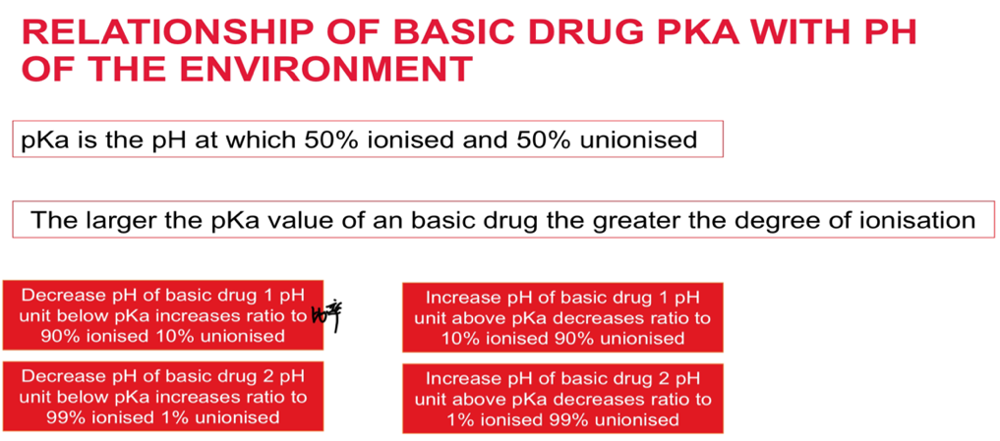 RELATIONSHIP OF BASIC DRUG PKA WITH PH
OF THE ENVIRONMENT
pKa is the pH at which 50% ionised and 50% unionised
The larger the pKa value of an basic drug the greater the degree of ionisation
Decrease pH of basic drug 1 pH
unit below pKa increases ratio to
90% ionised 10% unionised
比率
Increase pH of basic drug 1 pH
unit above pKa decreases ratio to
10% ionised 90% unionised
Decrease pH of basic drug 2 pH
unit below pKa increases ratio to
99% ionised 1% unionised
Increase pH of basic drug 2 pH
unit above pKa decreases ratio to
1% ionised 99% unionised